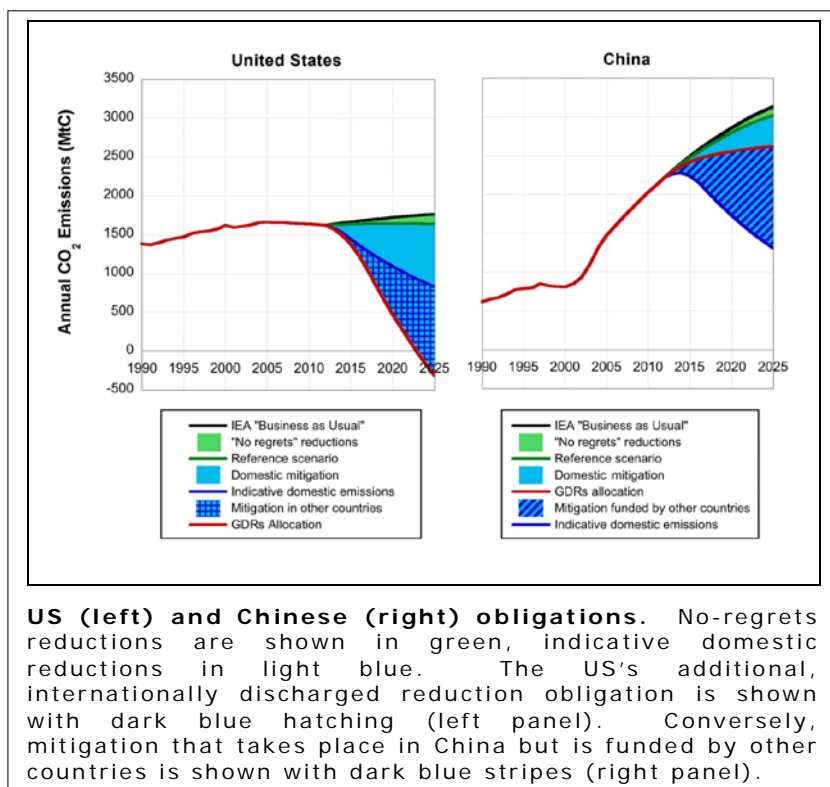 United States
China
Annual CO2 Emissions (MtC)
3500
3000
2500
2000
1500
1000
500
0
-500
1990 1995 2000 2005 2010 2015 2020 2025
1990 1995 2000 2005 2010 2015 2020 2025
IEA "Business as Usual"
"No regrets" reductions
Reference scenario
Domestic mitigation
Indicative domestic emissions
Mitigation in other countries
GDRs Allocation
IEA "Business as Usual"
"No regrets" reductions
Reference scenario
Domestic mitigation
GDRs allocation
Mitigation funded by other countries
Indicative domestic emissions
US (left) and Chinese (right) obligations. No-regrets
reductions are shown in green, indicative domestic
reductions in light blue. The US's additional,
internationally discharged reduction obligation is shown
with dark blue hatching (left panel). Conversely,
mitigation that takes place in China but is funded by other
countries is shown with dark blue stripes (right panel).